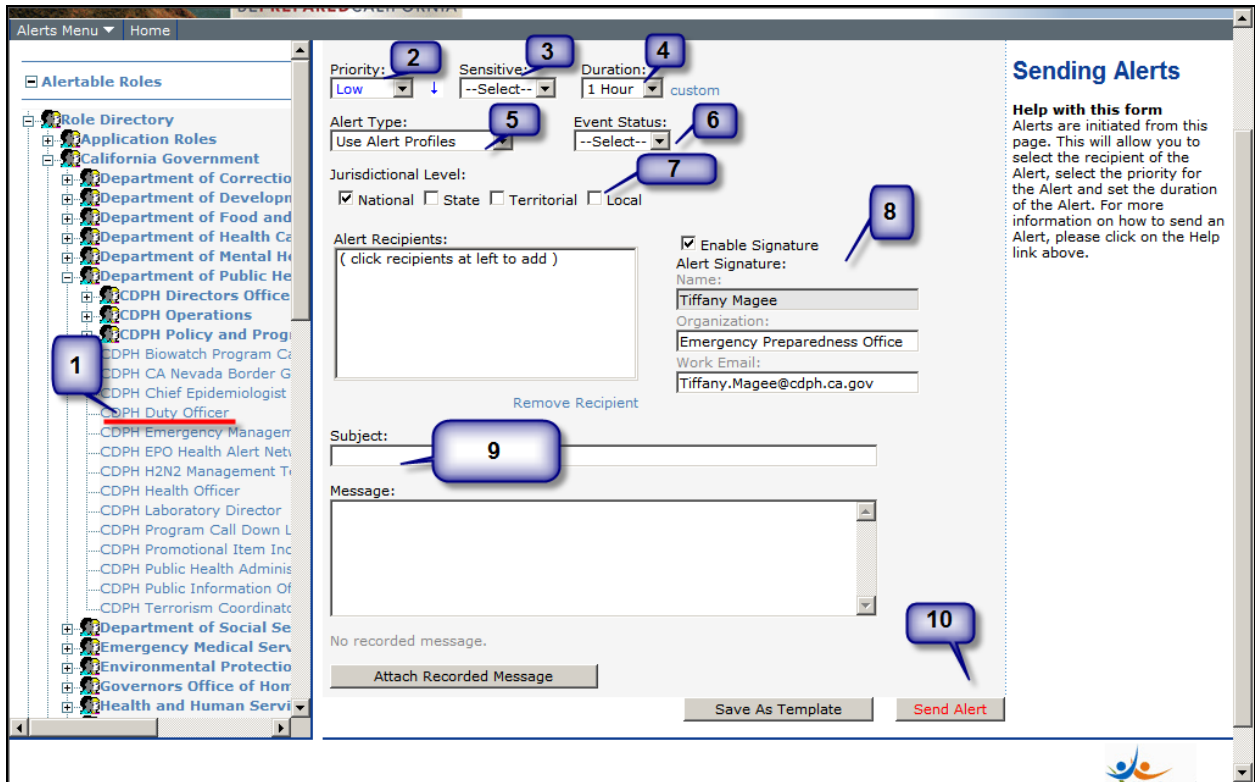 BEPREPAREDCALIFORNIA
Alerts Menu ▼ Home
Alertable Roles
Role Directory
Application Roles
California Government
Department of Correctio
Department of Developm
Department of Food and
Department of Health Ca
Department of Mental He
Department of Public He
CDPH Directors Office
CDPH Operations
CDPH Policy and Progr
CDPH Biowatch Program Ca
CDPH CA Nevada Border G
CDPH Chief Epidemiologist
1
CDPH Duty Officer
CDPH Emergency Managem
CDPH EPO Health Alert Netw
CDPH H2N2 Management Te
CDPH Health Officer
CDPH Laboratory Director
CDPH Program Call Down L
CDPH Promotional Item Inc
CDPH Public Health Adminis
CDPH Public Information Of
CDPH Terrorism Coordinato
Department of Social Se
Emergency Medical Serv
Environmental Protectio
Governors Office of Hom
Health and Human Servi
2 3 4
Priority: Sensitive: Duration:
Low ↓ --Select-- 1 Hour custom
5 6
Alert Type: Event Status:
Use Alert Profiles --Select--
7
Jurisdictional Level:
National State Territorial Local
8
Alert Recipients:
( click recipients at left to add )
Remove Recipient
Enable Signature
Alert Signature:
Name:
Tiffany Magee
Organization:
Emergency Preparedness Office
Work Email:
Tiffany.Magee@cdph.ca.gov
Subject:
9
Message:
No recorded message.
Attach Recorded Message
10
Save As Template Send Alert
Sending Alerts
Help with this form
Alerts are initiated from this
page. This will allow you to
select the recipient of the
Alert, select the priority for
the Alert and set the duration
of the Alert. For more
information on how to send an
Alert, please click on the Help
link above.